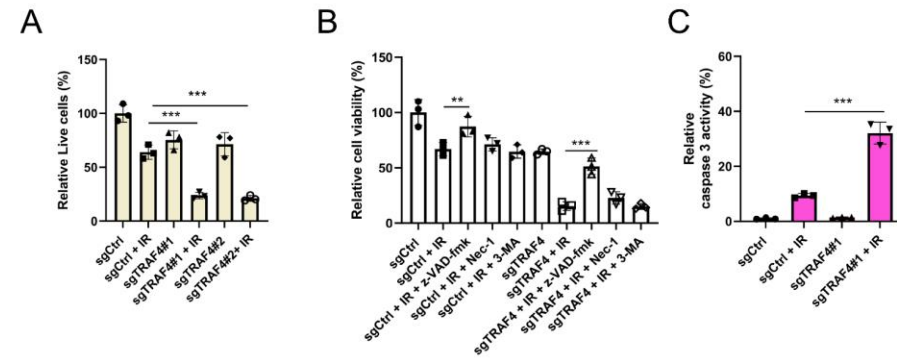 A
Relative Live cells (%)
150
100
50
0
***
***
sgCtrl
sgCtrl + IR
sgTRAF4#1
sgTRAF4#1 + IR
sgTRAF4#2
sgTRAF4#2+ IR
B
Relative cell viability (%)
150
100
50
0
**
***
sgCtrl
sgCtrl + IR
sgCtrl + IR + z-VAD-fmk
sgCtrl + IR + Nec-1
sgCtrl + IR + 3-MA
sgTRAF4
sgTRAF4 + IR
sgTRAF4 + IR + z-VAD-fmk
sgTRAF4 + IR + Nec-1
sgTRAF4 + IR + 3-MA
C
Relative
caspase 3 activity (%)
60
40
20
0
***
sgCtrl
sgCtrl + IR
sgTRAF4#1
sgTRAF4#1 + IR